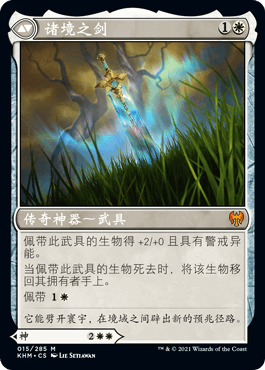 诸境之剑 1
传奇神器～武具
佩带此武具的生物得 +2/+0 且具有警戒异
能。
当佩带此武具的生物死去时，将该生物移
回其拥有者手上。
佩带 1
它能劈开寰宇，在境域之间辟出新的预兆径路。
神 2
015/285 M
KHM • CS LIE SETIAWAN
™ & © 2021 Wizards of the Coast